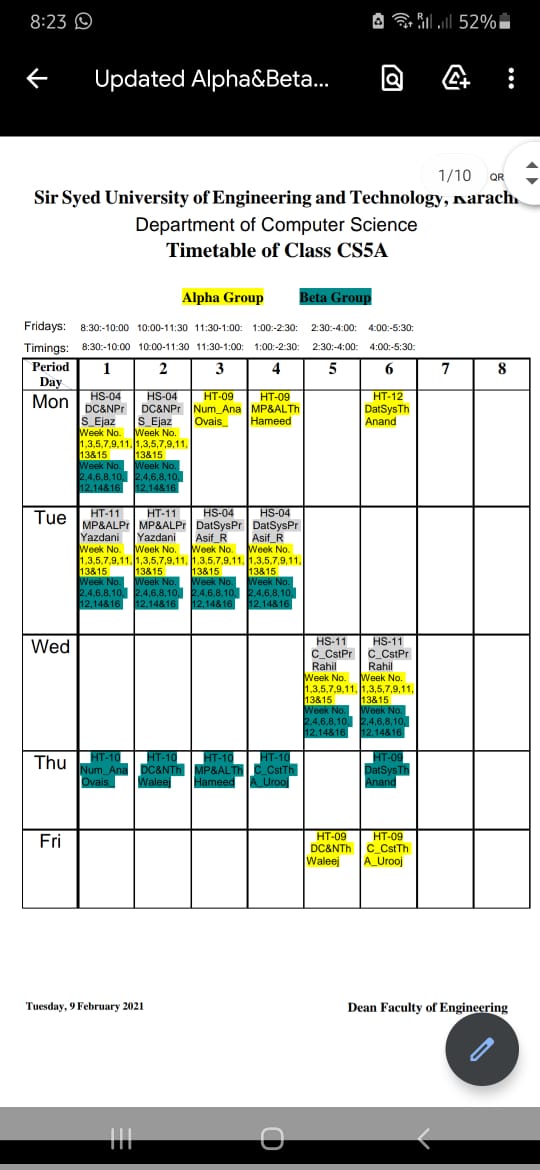 8:23
52%
Updated Alpha&Beta...
1/10
QR
Sir Syed University of Engineering and Technology, Karachi
Department of Computer Science
Timetable of Class CS5A
Alpha Group Beta Group
Fridays: 8:30:-10:00 10:00-11:30 11:30-1:00: 1:00:-2:30: 2:30:-4:00: 4:00:-5:30:
Timings: 8:30:-10:00 10:00-11:30 11:30-1:00: 1:00:-2:30: 2:30:-4:00: 4:00:-5:30:
Period 1 2 3 4 5 6 7 8
Day
Mon HS-04 HS-04 HT-09 HT-09 HT-12
DC&NPr DC&NPr Num_Ana MP&ALTh DatSysTh
S_Ejaz S_Ejaz Ovais_ Hameed Anand
Week No. Week No.
1,3,5,7,9,11, 1,3,5,7,9,11,
13&15 13&15
Week No. Week No.
2,4,6,8,10, 2,4,6,8,10,
12,14&16 12,14&16
Tue HT-11 HT-11 HS-04 HS-04
MP&ALPr MP&ALPr DatSysPr DatSysPr
Yazdani Yazdani Asif_R Asif_R
Week No. Week No. Week No. Week No.
1,3,5,7,9,11, 1,3,5,7,9,11, 1,3,5,7,9,11, 1,3,5,7,9,11,
13&15 13&15 13&15 13&15
Week No. Week No. Week No. Week No.
2,4,6,8,10, 2,4,6,8,10, 2,4,6,8,10, 2,4,6,8,10,
12,14&16 12,14&16 12,14&16 12,14&16
Wed HS-11 HS-11
C_CstPr C_CstPr
Rahil Rahil
Week No. Week No.
1,3,5,7,9,11, 1,3,5,7,9,11,
13&15 13&15
Week No. Week No.
2,4,6,8,10, 2,4,6,8,10,
12,14&16 12,14&16
Thu HT-10 HT-10 HT-10 HT-10 HT-09
Num_Ana DC&NTh MP&ALTh C_CstTh DatSysTh
Ovais_ Waleej Hameed A_Urooj Anand
Fri HT-09 HT-09
DC&NTh C_CstTh
Waleej A_Urooj
Tuesday, 9 February 2021 Dean Faculty of Engineering